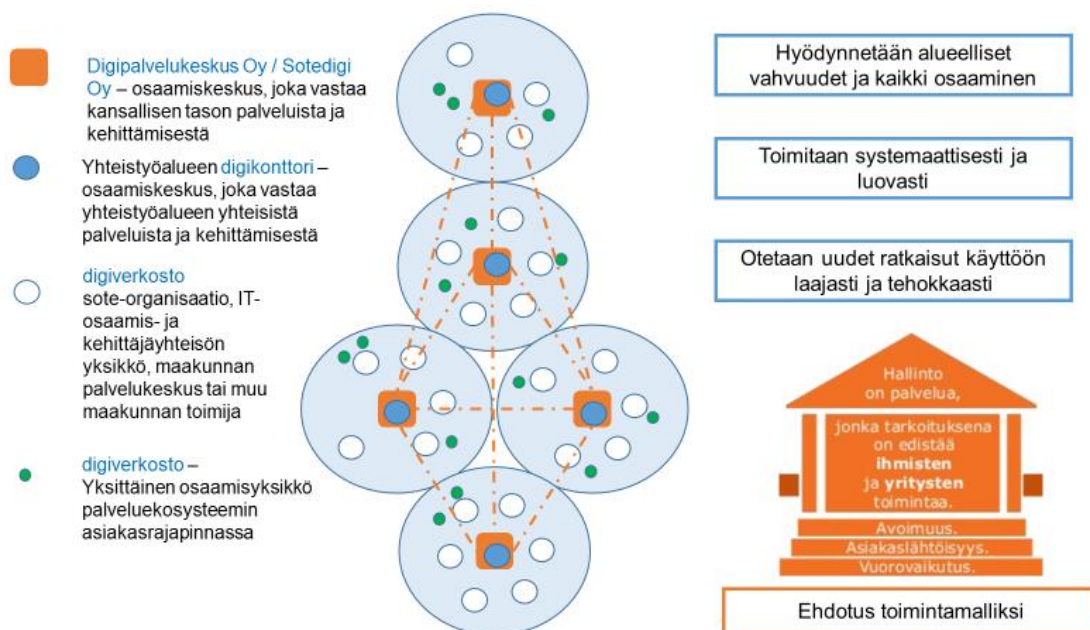 Digipalvelukeskus Oy / Sotedigi
Oy – osaamiskeskus, joka vastaa
kansallisen tason palveluista ja
kehittämisestä
Yhteistyöalueen digikonttori –
osaamiskeskus, joka vastaa
yhteistyöalueen yhteisistä
palveluista ja kehittämisestä
digiverkosto
sote-organisaatio, IT-
osaamis- ja
kehittäjäyhteisön
yksikkö, maakunnan
palvelukeskus tai muu
maakunnan toimija
digiverkosto –
Yksittäinen osaamisyksikkö
palveluekosysteemin
asiakasrajapinnassa
Hyödynnetään alueelliset
vahvuudet ja kaikki osaaminen
Toimitaan systemaattisesti ja
luovasti
Otetaan uudet ratkaisut käyttöön
laajasti ja tehokkaasti
Hallinto
on palvelua,
jonka tarkoituksena
on edistää
ihmisten
ja yritysten
toimintaa.
Avoimuus.
Asiakaslähtöisyys.
Vuorovaikutus.
Ehdotus toimintamalliksi